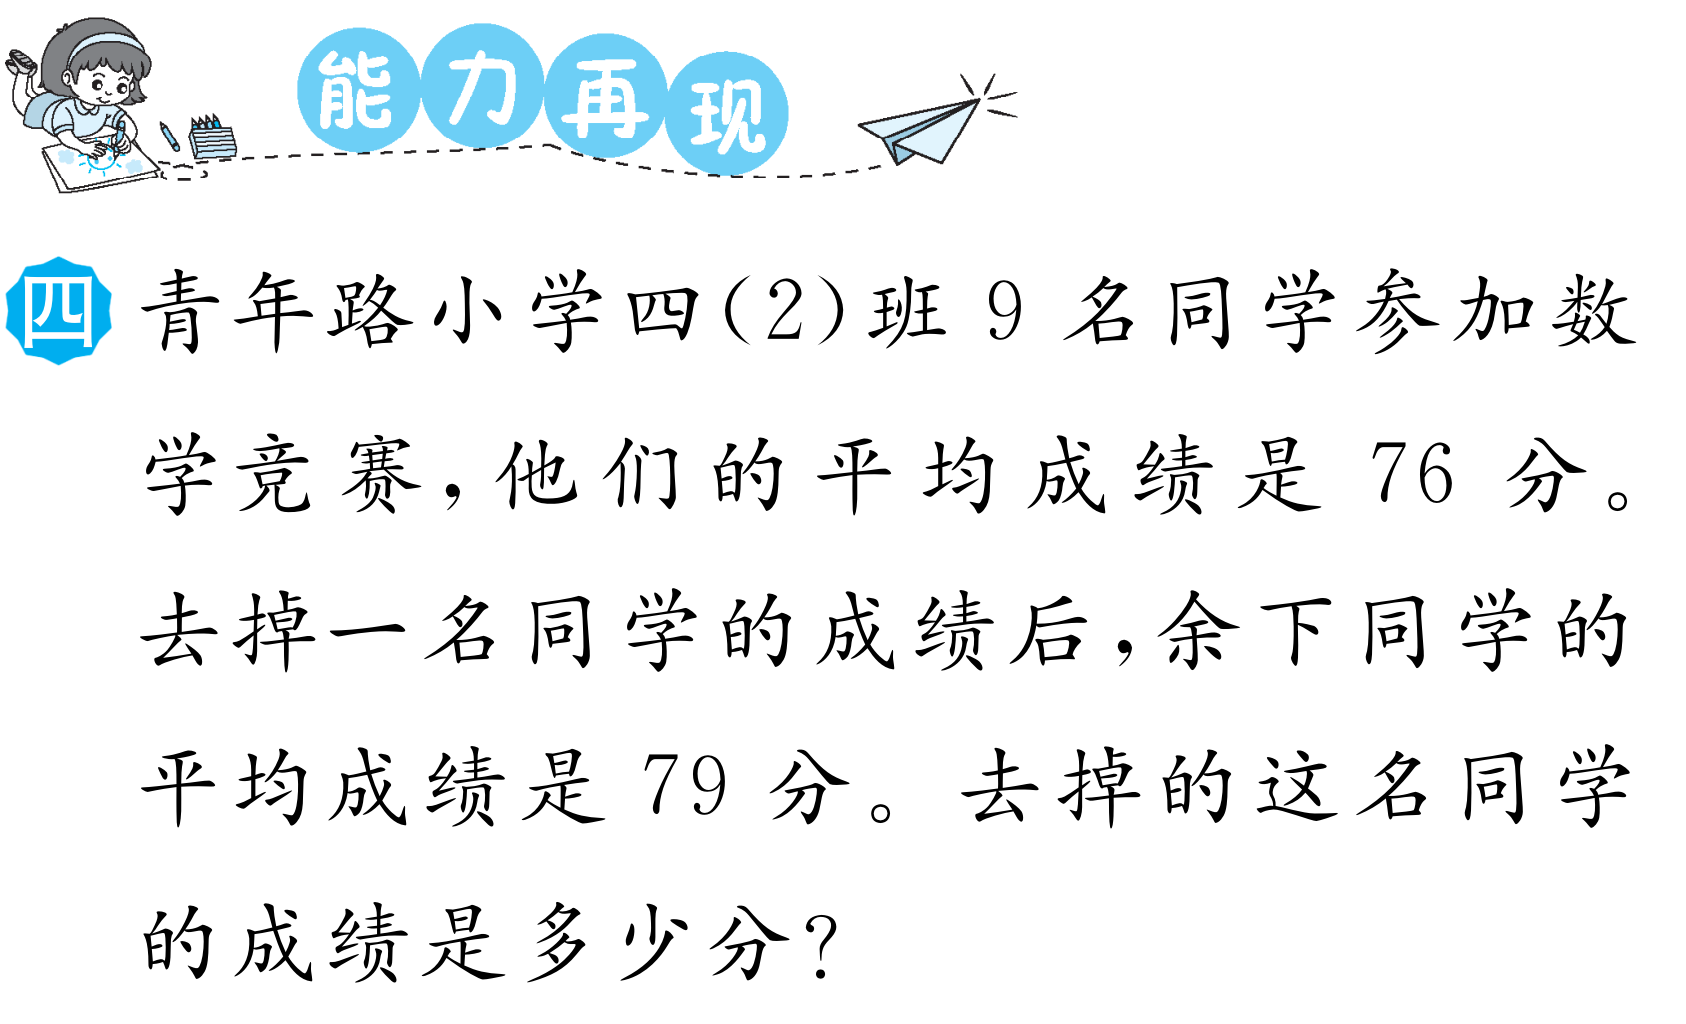 能力再现
四 青年路小学四(2)班 9 名同学参加数
学竞赛,他们的平均成绩是 76 分。
去掉一名同学的成绩后,余下同学的
平均成绩是 79 分。去掉的这名同学
的成绩是多少分?